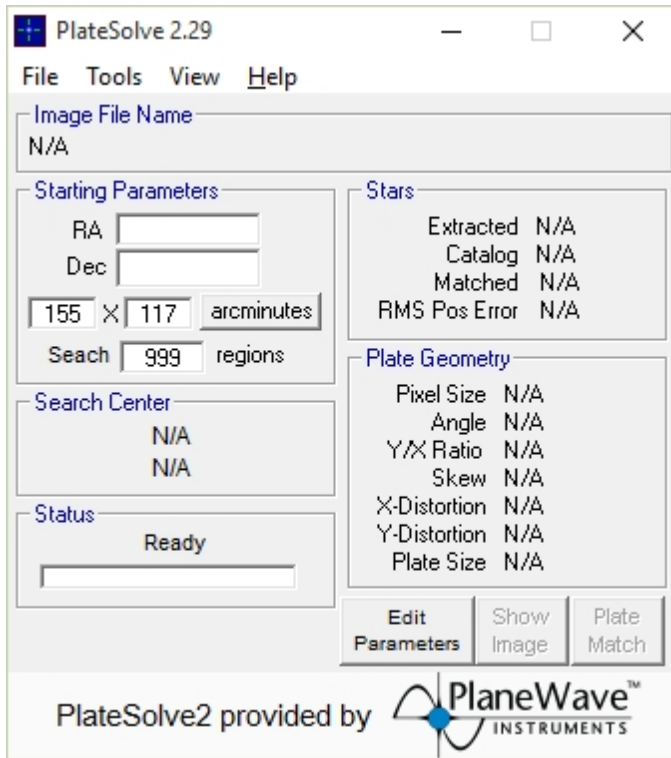 PlateSolve 2.29
File Tools View Help
Image File Name
N/A
Starting Parameters
RA
Dec
155 X 117 arcminutes
Seach 999 regions
Search Center
N/A
N/A
Status
Ready
Stars
Extracted N/A
Catalog N/A
Matched N/A
RMS Pos Error N/A
Plate Geometry
Pixel Size N/A
Angle N/A
Y/X Ratio N/A
Skew N/A
X-Distortion N/A
Y-Distortion N/A
Plate Size N/A
Edit
Parameters
Show
Image
Plate
Match
PlateSolve2 provided by
PlaneWave™
INSTRUMENTS